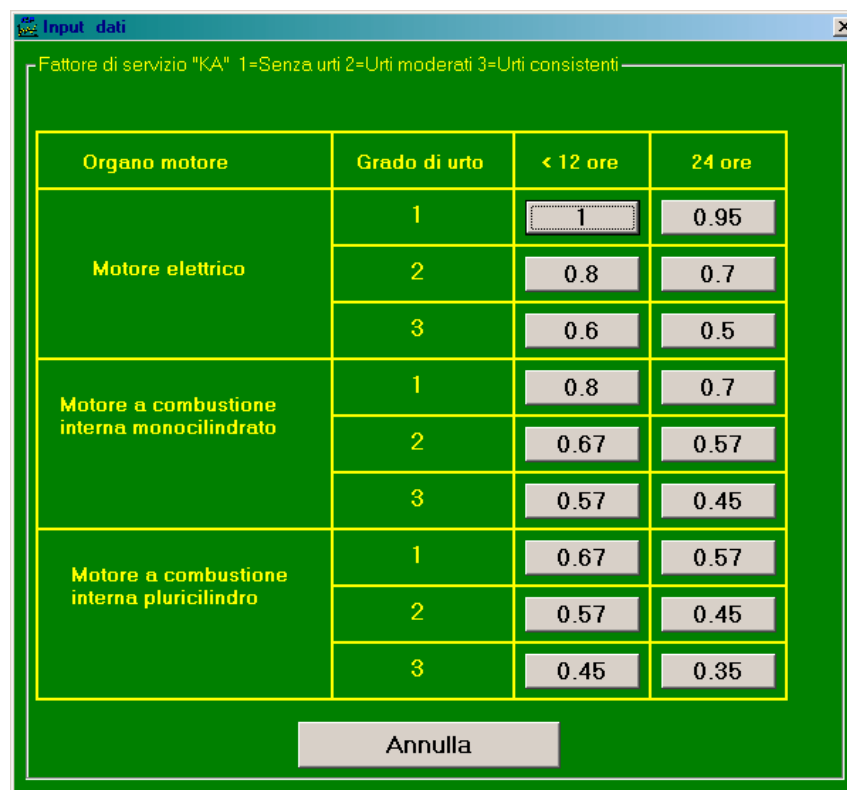 Input dati
Fattore di servizio "KA" 1=Senza urti 2=Urti moderati 3=Urti consistenti
Organo motore Grado di urto < 12 ore 24 ore
Motore elettrico
1 1 0.95
2 0.8 0.7
3 0.6 0.5
Motore a combustione
interna monocilindrato
1 0.8 0.7
2 0.67 0.57
3 0.57 0.45
Motore a combustione
interna pluricilindro
1 0.67 0.57
2 0.57 0.45
3 0.45 0.35
Annulla